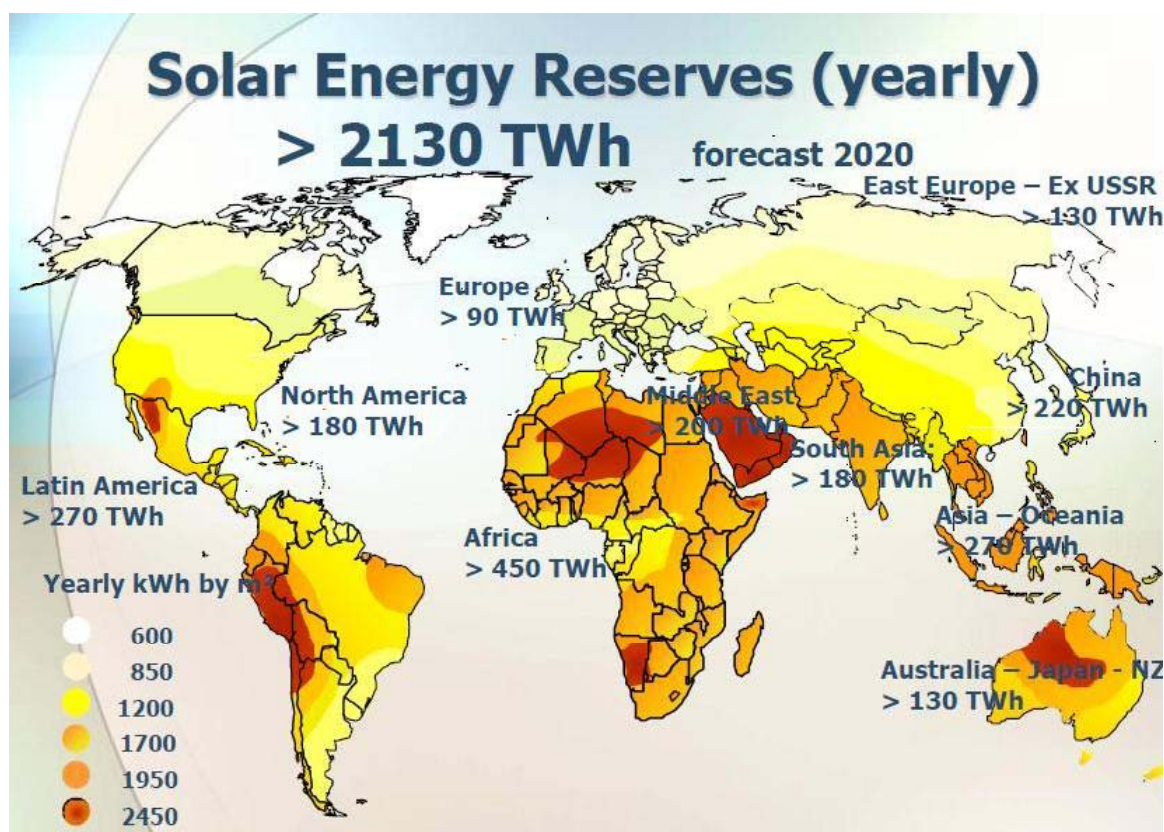 Solar Energy Reserves (yearly)
> 2130 TWh forecast 2020
East Europe – Ex USSR
> 130 TWh
Europe
> 90 TWh
North America
> 180 TWh
Middle East
> 200 TWh
China
> 220 TWh
South Asia:
> 180 TWh
Latin America
> 270 TWh
Africa
> 450 TWh
Asia – Oceania
> 270 TWh
Australia – Japan - NZ
> 130 TWh
Yearly kWh by m²
600
850
1200
1700
1950
2450